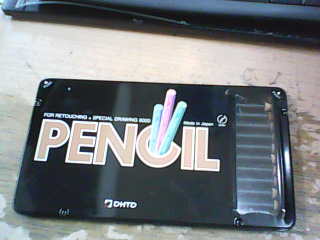 FOR RETOUCHING & SPECIAL DRAWING 9000
Made in Japan
PENCIL
DHTD